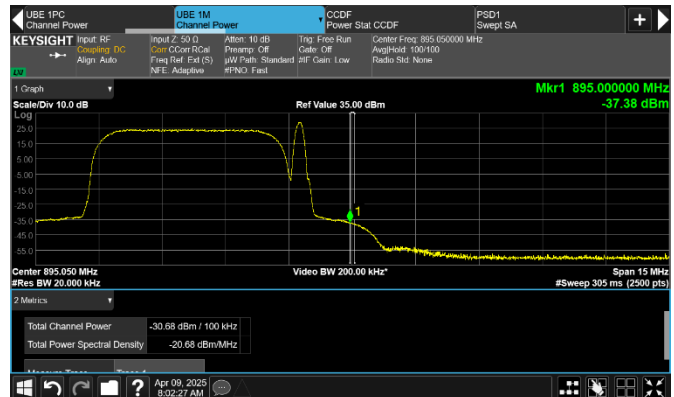 UBE 1PC
Channel Power
UBE 1M
Channel Power
CCDF
Power Stat CCDF
PSD1
Swept SA
KEYSIGHT
Input: RF
Coupling: DC
Align: Auto
Input Z: 50 Ω
Corr CCorr RCal
Freq Ref: Ext (S)
NFE: Adaptive
Atten: 10 dB
Preamp: Off
µW Path: Standard
#PNO: Fast
Trig: Free Run
Gate: Off
#IF Gain: Low
Center Freq: 895.050000 MHz
Avg|Hold: 100/100
Radio Std: None
1 Graph
Mkr1 895.000000 MHz
Scale/Div 10.0 dB
Ref Value 35.00 dBm
-37.38 dBm
Log
25.0
15.0
5.00
-5.00
-15.0
-25.0
1
-35.0
-45.0
-55.0
Center 895.050 MHz
Video BW 200.00 kHz*
Span 15 MHz
#Res BW 20.000 kHz
#Sweep 305 ms (2500 pts)
2 Metrics
Total Channel Power
-30.68 dBm / 100 kHz
Total Power Spectral Density
-20.68 dBm/MHz
Apr 09, 2025
8:02:27 AM